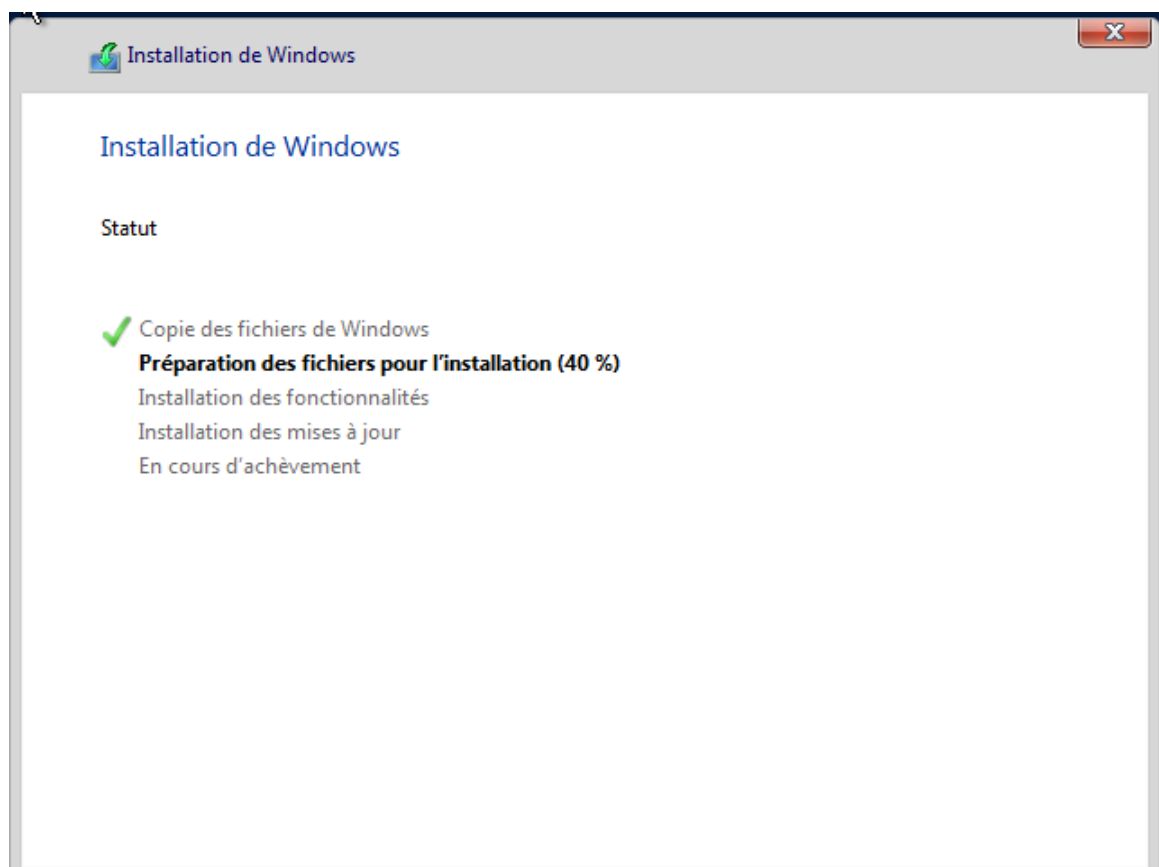 Installation de Windows
Installation de Windows
Statut
Copie des fichiers de Windows
Préparation des fichiers pour l'installation (40 %)
Installation des fonctionnalités
Installation des mises à jour
En cours d'achèvement